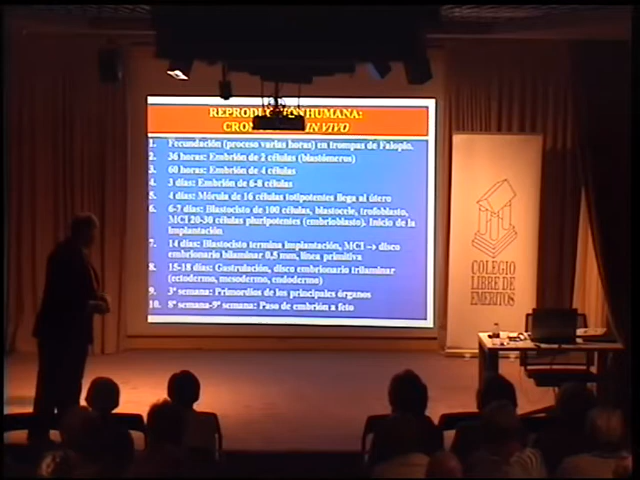 REPRODUCCIÓN HUMANA:
IN VIVO
1. Fecundación (proceso varias horas) en trompas de Falopio.
2. 36 horas: Embrión de 2 células (blastómeros)
3. 60 horas: Embrión de 4 células
4. 3 días: Embrión de 6-8 células
5. 4 días: Mórula de 16 células totipotentes llega al útero
6. 6-7 días: Blastocisto de 100 células, blastocele, trofoblasto,
MCI 20-30 células pluripotentes (embrioblasto). Inicio de la
implantación
7. 14 días: Blastocisto termina implantación, MCI → disco
embrionario bilaminar 0,8 mm, línea primitiva
8. 15-18 días: Gastrulación, disco embrionario trilaminar
(ectodermo, mesodermo, endodermo)
9. 3ª semana: Primordios de los principales órganos
10. 8ª semana-9ª semana: Paso de embrión a feto
COLEGIO
LIBRE DE
EMÉRITOS